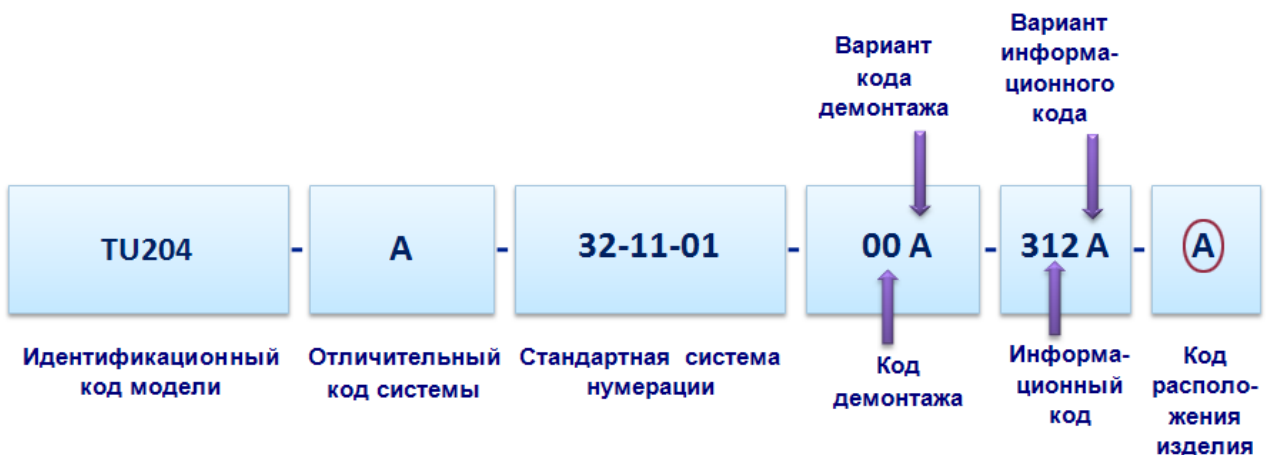 Вариант
кода
демонтажа
Вариант
информа-
ционного
кода
TU204 - A - 32-11-01 - 00 A - 312 A - A
Идентификационный
код модели
Отличительный
код системы
Стандартная система
нумерации
Код
демонтажа
Информа-
ционный
код
Код
располо-
жения
изделия